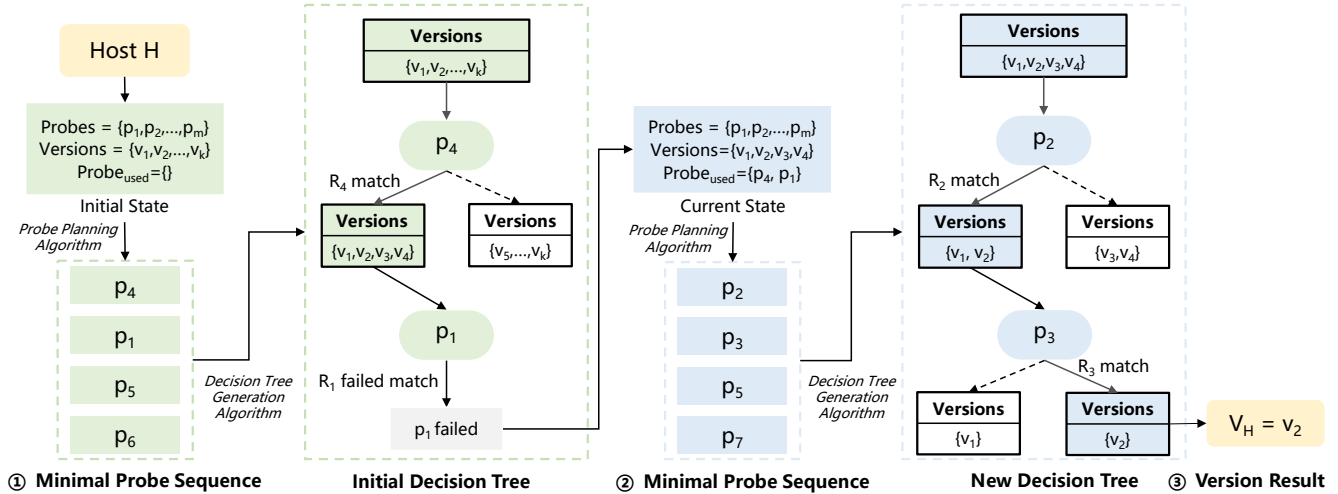 Host H
Probes = {p₁,p₂,...,pₘ}
Versions = {v₁,v₂,...,vₖ}
Probeᵤₛₑd={}
Initial State
Probe Planning
Algorithm
p₄
p₁
p₅
p₆
① Minimal Probe Sequence
Decision Tree
Generation
Algorithm
Versions
{v₁,v₂,...,vₖ}
p₄
R₄ match
Versions
{v₁,v₂,v₃,v₄}
Versions
{v₅,...,vₖ}
p₁
R₁ failed match
p₁ failed
Initial Decision Tree
Probes = {p₁,p₂,...,pₘ}
Versions={v₁,v₂,v₃,v₄}
Probeᵤₛₑd={p₄, p₁}
Current State
Probe Planning
Algorithm
p₂
p₃
p₅
p₇
② Minimal Probe Sequence
Decision Tree
Generation
Algorithm
Versions
{v₁,v₂,v₃,v₄}
p₂
R₂ match
Versions
{v₁, v₂}
Versions
{v₃,v₄}
p₃
R₃ match
Versions
{v₁}
Versions
{v₂}
New Decision Tree
V_H = v₂
③ Version Result